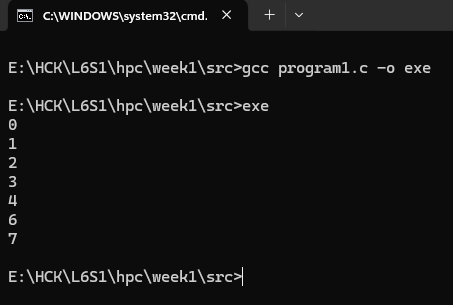 C:\WINDOWS\system32\cmd.
E:\HCK\L6S1\hpc\week1\src>gcc program1.c -o exe
E:\HCK\L6S1\hpc\week1\src>exe
0
1
2
3
4
6
7
E:\HCK\L6S1\hpc\week1\src>